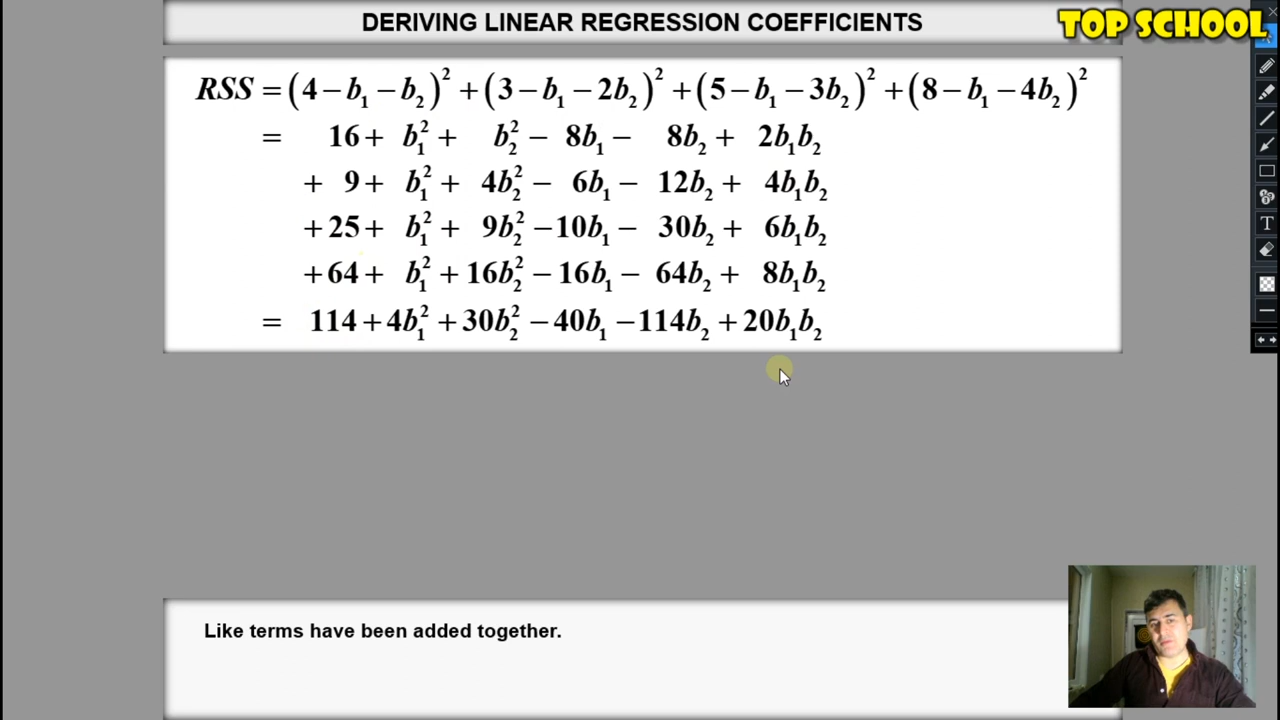 DERIVING LINEAR REGRESSION COEFFICIENTS
TOP SCHOOL
RSS = (4 − b₁ − b₂)² + (3 − b₁ − 2b₂)² + (5 − b₁ − 3b₂)² + (8 − b₁ − 4b₂)²
= 16 + b₁² + b₂² − 8b₁ − 8b₂ + 2b₁b₂
+ 9 + b₁² + 4b₂² − 6b₁ − 12b₂ + 4b₁b₂
+ 25 + b₁² + 9b₂² − 10b₁ − 30b₂ + 6b₁b₂
+ 64 + b₁² + 16b₂² − 16b₁ − 64b₂ + 8b₁b₂
= 114 + 4b₁² + 30b₂² − 40b₁ − 114b₂ + 20b₁b₂
Like terms have been added together.